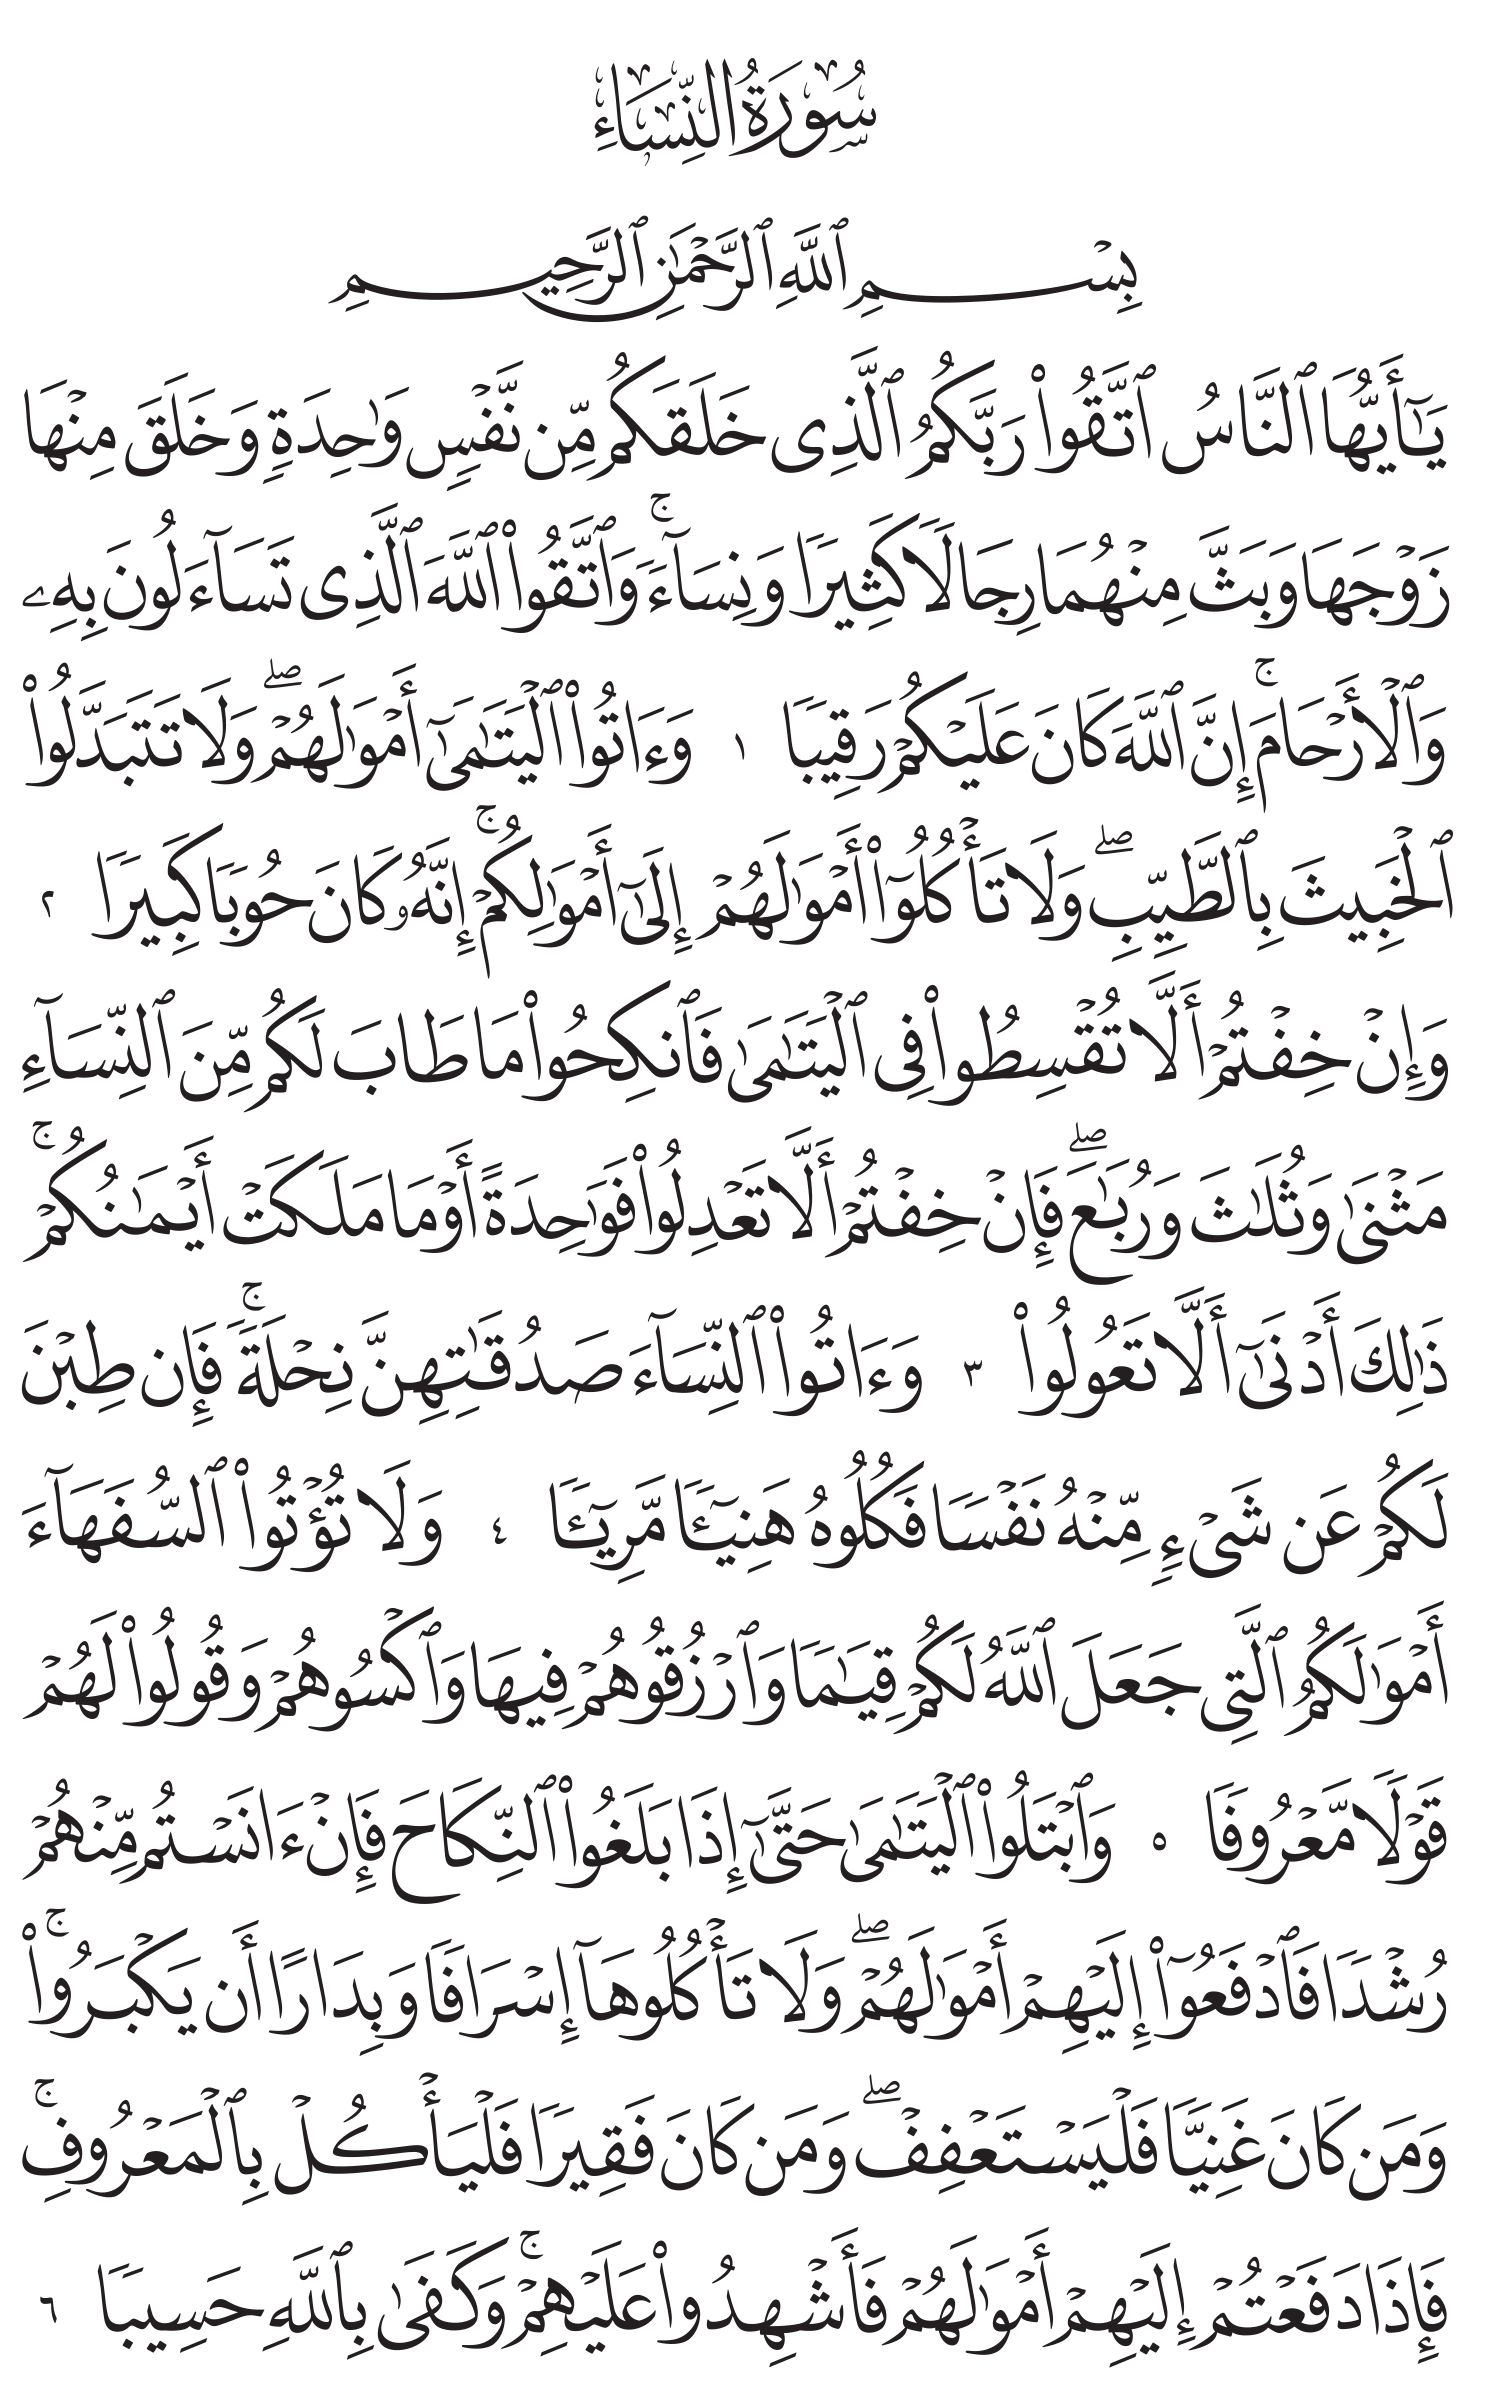 سُورَةُ النِّسَاءِ
بِسْمِ ٱللَّهِ ٱلرَّحْمَٰنِ ٱلرَّحِيمِ
يَٰٓأَيُّهَا ٱلنَّاسُ ٱتَّقُوا۟ رَبَّكُمُ ٱلَّذِى خَلَقَكُم مِّن نَّفْسٍ وَٰحِدَةٍ وَخَلَقَ مِنْهَا
زَوْجَهَا وَبَثَّ مِنْهُمَا رِجَالًا كَثِيرًا وَنِسَآءً ۚ وَٱتَّقُوا۟ ٱللَّهَ ٱلَّذِى تَسَآءَلُونَ بِهِۦ
وَٱلْأَرْحَامَ ۚ إِنَّ ٱللَّهَ كَانَ عَلَيْكُمْ رَقِيبًا ١ وَءَاتُوا۟ ٱلْيَتَٰمَىٰٓ أَمْوَٰلَهُمْ ۖ وَلَا تَتَبَدَّلُوا۟
ٱلْخَبِيثَ بِٱلطَّيِّبِ ۖ وَلَا تَأْكُلُوٓا۟ أَمْوَٰلَهُمْ إِلَىٰٓ أَمْوَٰلِكُمْ ۚ إِنَّهُۥ كَانَ حُوبًا كَبِيرًا ٢
وَإِنْ خِفْتُمْ أَلَّا تُقْسِطُوا۟ فِى ٱلْيَتَٰمَىٰ فَٱنكِحُوا۟ مَا طَابَ لَكُم مِّنَ ٱلنِّسَآءِ
مَثْنَىٰ وَثُلَٰثَ وَرُبَٰعَ ۖ فَإِنْ خِفْتُمْ أَلَّا تَعْدِلُوا۟ فَوَٰحِدَةً أَوْ مَا مَلَكَتْ أَيْمَٰنُكُمْ ۚ
ذَٰلِكَ أَدْنَىٰٓ أَلَّا تَعُولُوا۟ ٣ وَءَاتُوا۟ ٱلنِّسَآءَ صَدُقَٰتِهِنَّ نِحْلَةً ۚ فَإِن طِبْنَ
لَكُمْ عَن شَىْءٍ مِّنْهُ نَفْسًا فَكُلُوهُ هَنِيٓـًٔا مَّرِيٓـًٔا ٤ وَلَا تُؤْتُوا۟ ٱلسُّفَهَآءَ
أَمْوَٰلَكُمُ ٱلَّتِى جَعَلَ ٱللَّهُ لَكُمْ قِيَٰمًا وَٱرْزُقُوهُمْ فِيهَا وَٱكْسُوهُمْ وَقُولُوا۟ لَهُمْ
قَوْلًا مَّعْرُوفًا ٥ وَٱبْتَلُوا۟ ٱلْيَتَٰمَىٰ حَتَّىٰٓ إِذَا بَلَغُوا۟ ٱلنِّكَاحَ فَإِنْ ءَانَسْتُم مِّنْهُمْ
رُشْدًا فَٱدْفَعُوٓا۟ إِلَيْهِمْ أَمْوَٰلَهُمْ ۖ وَلَا تَأْكُلُوهَآ إِسْرَافًا وَبِدَارًا أَن يَكْبَرُوا۟ ۚ
وَمَن كَانَ غَنِيًّا فَلْيَسْتَعْفِفْ ۖ وَمَن كَانَ فَقِيرًا فَلْيَأْكُلْ بِٱلْمَعْرُوفِ ۚ
فَإِذَا دَفَعْتُمْ إِلَيْهِمْ أَمْوَٰلَهُمْ فَأَشْهِدُوا۟ عَلَيْهِمْ ۚ وَكَفَىٰ بِٱللَّهِ حَسِيبًا ٦